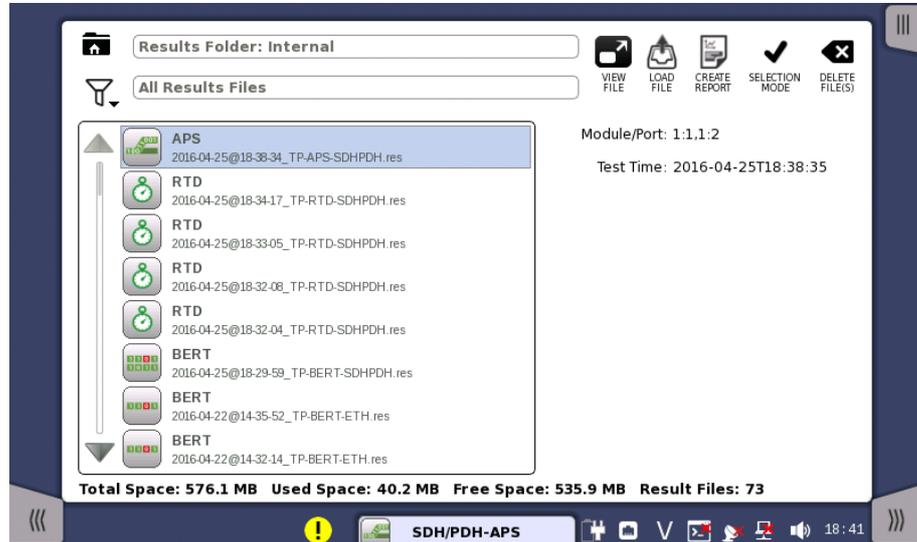 Results Folder: Internal
All Results Files
VIEW FILE
LOAD FILE
CREATE REPORT
SELECTION MODE
DELETE FILE(S)
APS
2016-04-25@18-38-34_TP-APS-SDHPDH.res
RTD
2016-04-25@18-34-17_TP-RTD-SDHPDH.res
RTD
2016-04-25@18-33-05_TP-RTD-SDHPDH.res
RTD
2016-04-25@18-32-08_TP-RTD-SDHPDH.res
RTD
2016-04-25@18-32-04_TP-RTD-SDHPDH.res
BERT
2016-04-25@18-29-59_TP-BERT-SDHPDH.res
BERT
2016-04-22@14-35-52_TP-BERT-ETH.res
BERT
2016-04-22@14-32-14_TP-BERT-ETH.res
Module/Port: 1:1,1:2
Test Time: 2016-04-25T18:38:35
Total Space: 576.1 MB Used Space: 40.2 MB Free Space: 535.9 MB Result Files: 73
SDH/PDH-APS
V
18:41